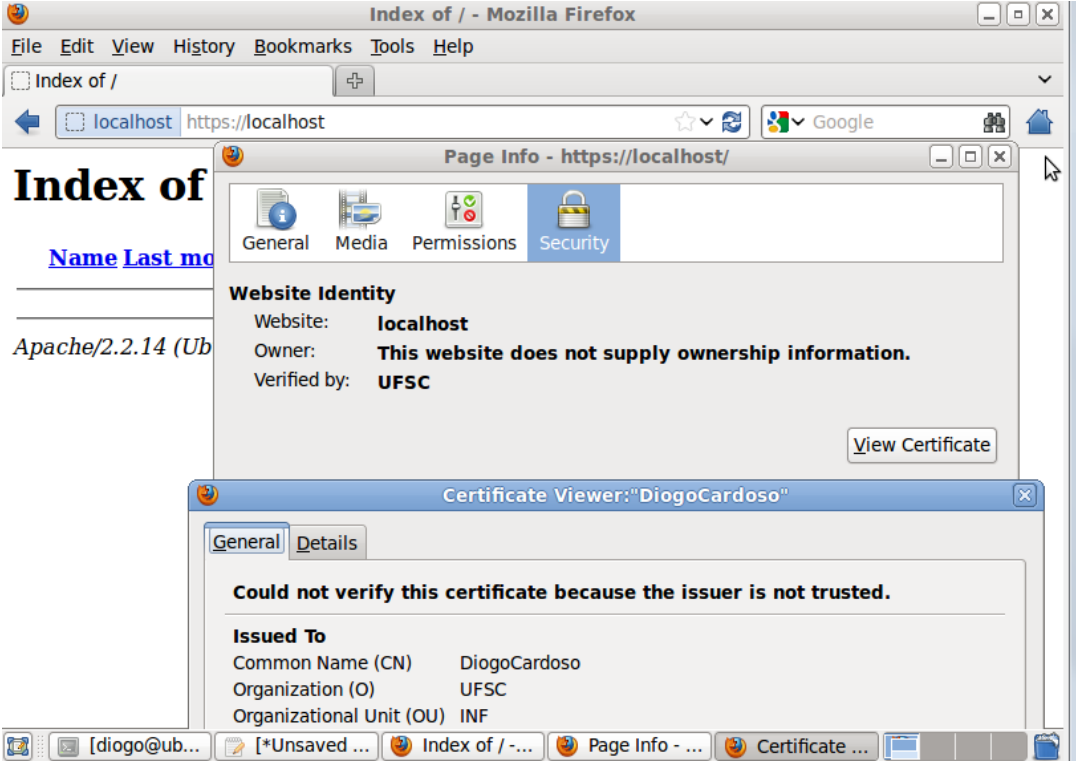 Index of / - Mozilla Firefox
File Edit View History Bookmarks Tools Help
Index of /
localhost https://localhost Google
Page Info - https://localhost/
Index of
General Media Permissions Security
Name Last mo
Website Identity
Website: localhost
Apache/2.2.14 (Ub
Owner: This website does not supply ownership information.
Verified by: UFSC
View Certificate
Certificate Viewer:"DiogoCardoso"
General Details
Could not verify this certificate because the issuer is not trusted.
Issued To
Common Name (CN) DiogoCardoso
Organization (O) UFSC
Organizational Unit (OU) INF
[diogo@ub... [*Unsaved ... Index of / -... Page Info - ... Certificate ...